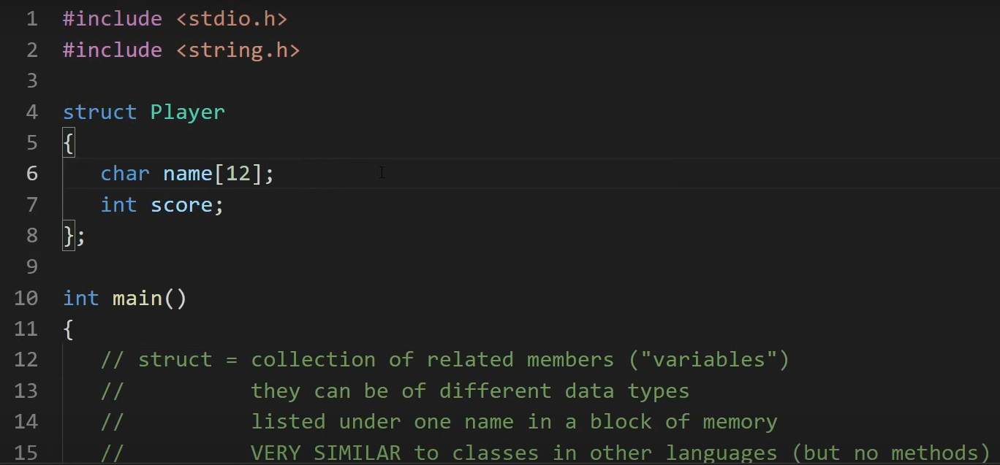 1 #include <stdio.h>
2 #include <string.h>
3
4 struct Player
5 {
6    char name[12];
7    int score;
8 };
9
10 int main()
11 {
12    // struct = collection of related members ("variables")
13    //          they can be of different data types
14    //          listed under one name in a block of memory
15    //          VERY SIMILAR to classes in other languages (but no methods)